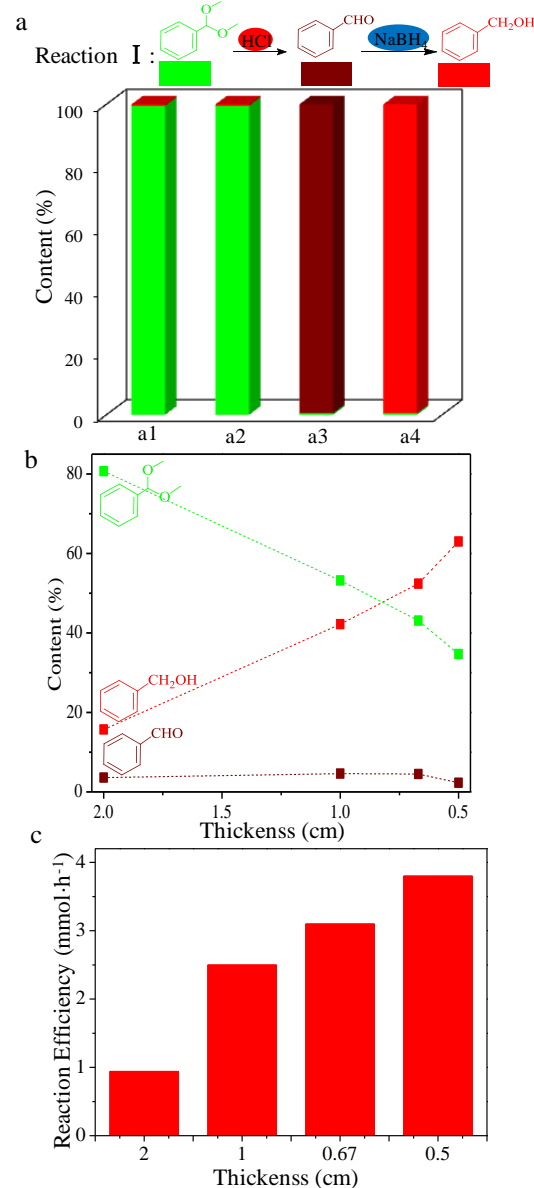 a
Reaction I :
O
O
HCl
CHO
NaBH4
CH2OH
Content (%)
100
80
60
40
20
0
a1 a2 a3 a4
b
Content (%)
80
60
40
20
0
O
O
CH2OH
CHO
2.0 1.5 1.0 0.5
Thickenss (cm)
c
Reaction Efficiency (mmol·h-1)
4
3
2
1
0
2 1 0.67 0.5
Thickenss (cm)